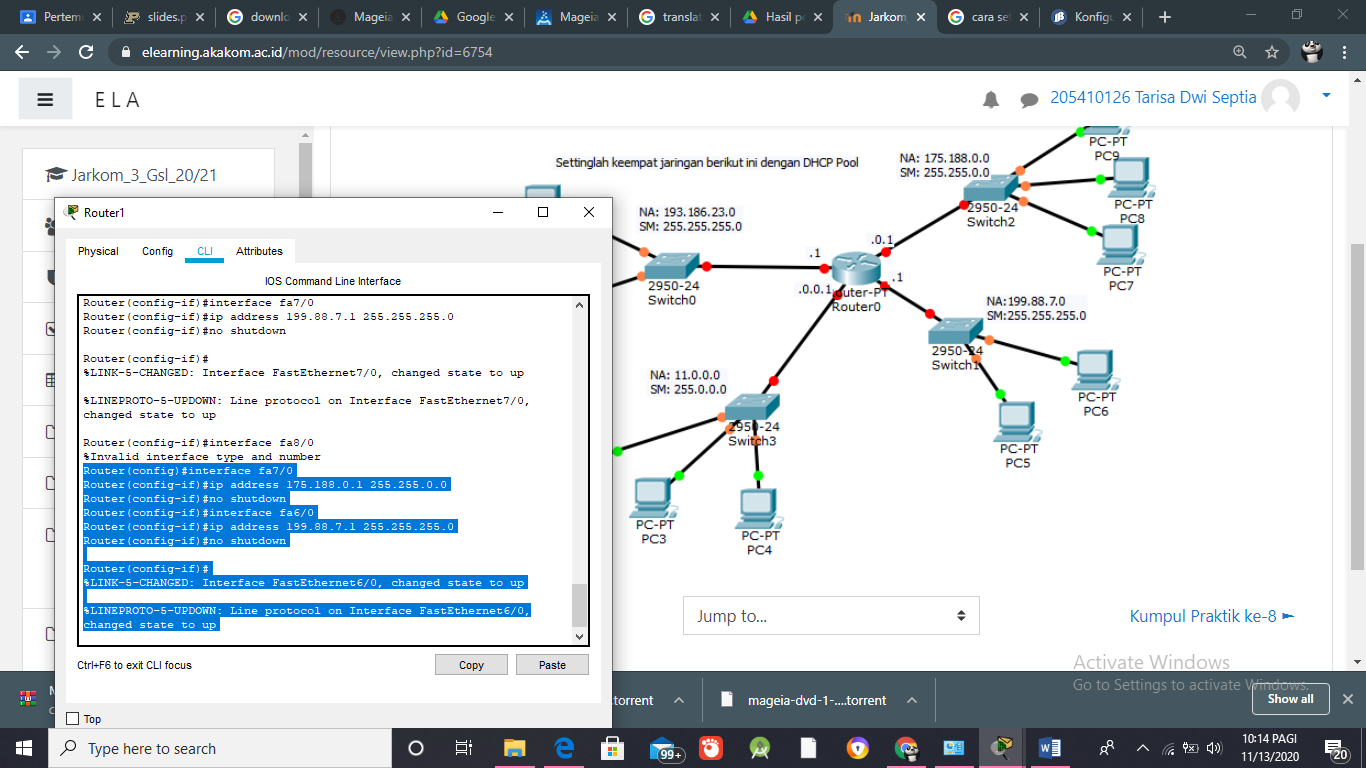 Pertem
slides.p
downlo
Mageia
Google
Mageia
translat
Hasil p
Jarkom
cara se
Konfigu
elearning.akakom.ac.id/mod/resource/view.php?id=6754
E L A
205410126 Tarisa Dwi Septia
Jarkom_3_Gsl_20/21
Settinglah keempat jaringan berikut ini dengan DHCP Pool
NA: 193.186.23.0
SM: 255.255.255.0
2950-24
Switch0
NA: 175.188.0.0
SM: 255.255.0.0
2950-24
Switch2
PC-PT
PC9
PC-PT
PC8
PC-PT
PC7
.0.1
.1
.1
.0.0.1
Router-PT
Router0
NA:199.88.7.0
SM:255.255.255.0
2950-24
Switch1
PC-PT
PC6
PC-PT
PC5
NA: 11.0.0.0
SM: 255.0.0.0
2950-24
Switch3
PC-PT
PC3
PC-PT
PC4
Jump to...
Kumpul Praktik ke-8 ►
Router1
Physical
Config
CLI
Attributes
IOS Command Line Interface
Router(config-if)#interface fa7/0
Router(config-if)#ip address 199.88.7.1 255.255.255.0
Router(config-if)#no shutdown
Router(config-if)#
%LINK-5-CHANGED: Interface FastEthernet7/0, changed state to up
%LINEPROTO-5-UPDOWN: Line protocol on Interface FastEthernet7/0,
changed state to up
Router(config-if)#interface fa8/0
%Invalid interface type and number
Router(config)#interface fa7/0
Router(config-if)#ip address 175.188.0.1 255.255.0.0
Router(config-if)#no shutdown
Router(config-if)#interface fa6/0
Router(config-if)#ip address 199.88.7.1 255.255.255.0
Router(config-if)#no shutdown
Router(config-if)#
%LINK-5-CHANGED: Interface FastEthernet6/0, changed state to up
%LINEPROTO-5-UPDOWN: Line protocol on Interface FastEthernet6/0,
changed state to up
Ctrl+F6 to exit CLI focus
Copy
Paste
Top
Activate Windows
Go to Settings to activate Windows.
.torrent
mageia-dvd-1-....torrent
Show all
Type here to search
99+
10:14 PAGI
11/13/2020
20